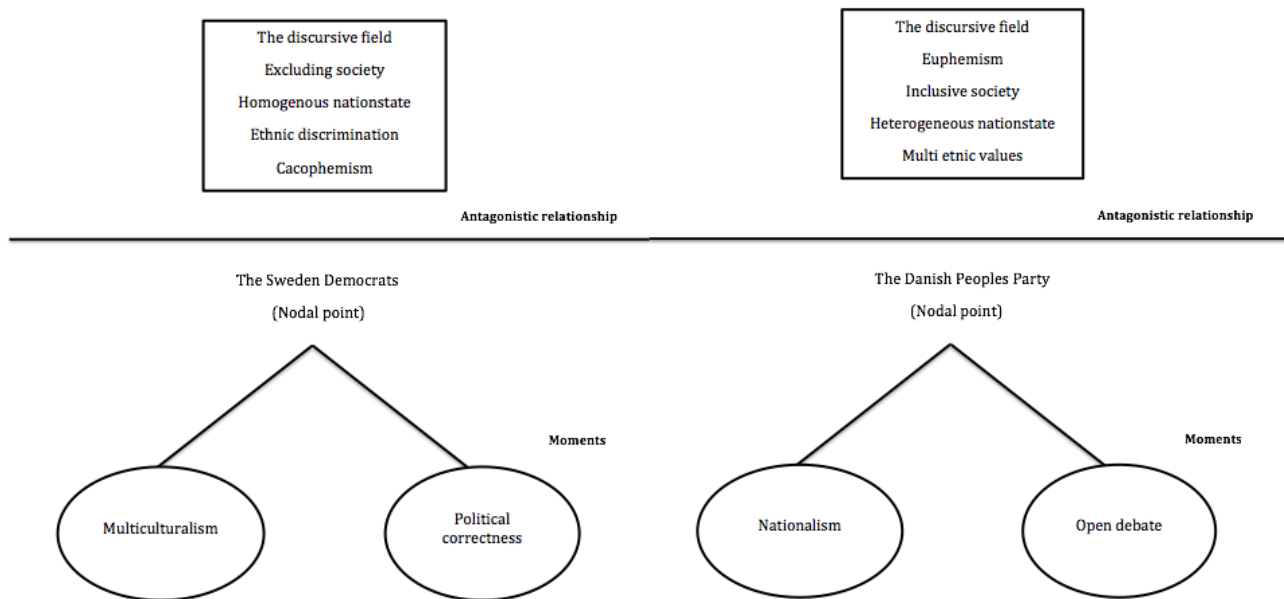 The discursive field
Excluding society
Homogenous nationstate
Ethnic discrimination
Cacophemism
Antagonistic relationship
The Sweden Democrats
(Nodal point)
Moments
Multiculturalism
Political
correctness
The discursive field
Euphemism
Inclusive society
Heterogeneous nationstate
Multi etnic values
Antagonistic relationship
The Danish Peoples Party
(Nodal point)
Moments
Nationalism
Open debate